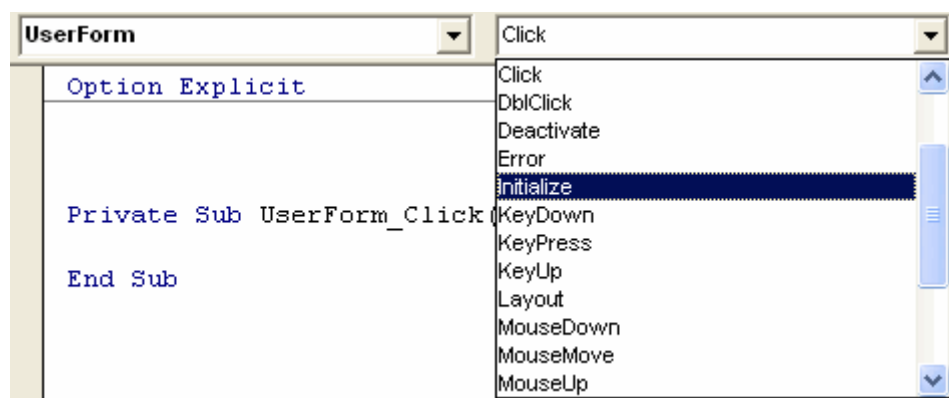 UserForm
Click
Option Explicit
Private Sub UserForm_Click(
End Sub
Click
DblClick
Deactivate
Error
Initialize
KeyDown
KeyPress
KeyUp
Layout
MouseDown
MouseMove
MouseUp